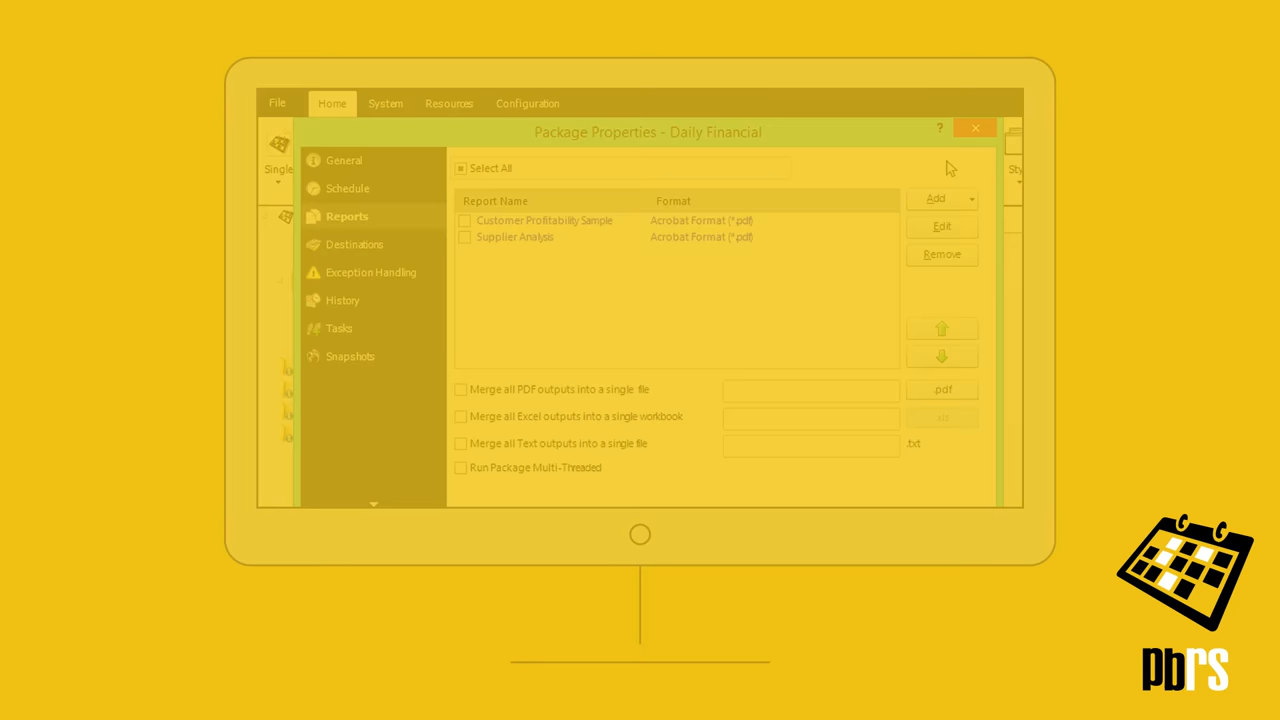 File Home System Resources Configuration
Package Properties - Daily Financial ? ×
Single
Sty
General
Schedule
Reports
Destinations
Exception Handling
History
Tasks
Snapshots
Select All
Report Name Format
Customer Profitability Sample Acrobat Format (*.pdf)
Supplier Analysis Acrobat Format (*.pdf)
Add
Edit
Remove
Merge all PDF outputs into a single file .pdf
Merge all Excel outputs into a single workbook .xls
Merge all Text outputs into a single file .txt
Run Package Multi-Threaded
pbrs